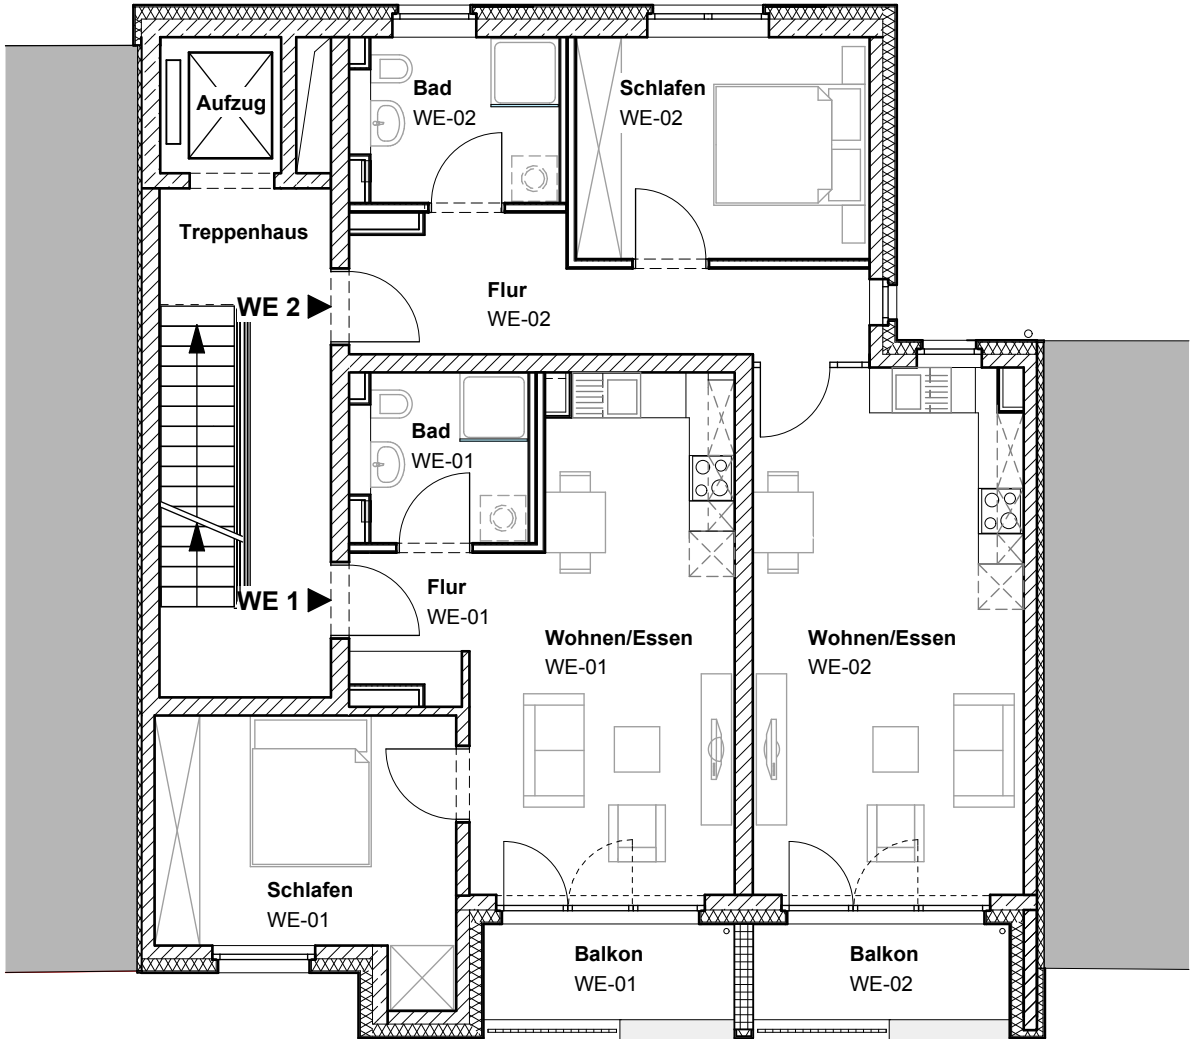 Aufzug
Bad
WE-02
Schlafen
WE-02
Treppenhaus
WE 2
Flur
WE-02
Bad
WE-01
WE 1
Flur
WE-01
Wohnen/Essen
WE-01
Wohnen/Essen
WE-02
Schlafen
WE-01
Balkon
WE-01
Balkon
WE-02